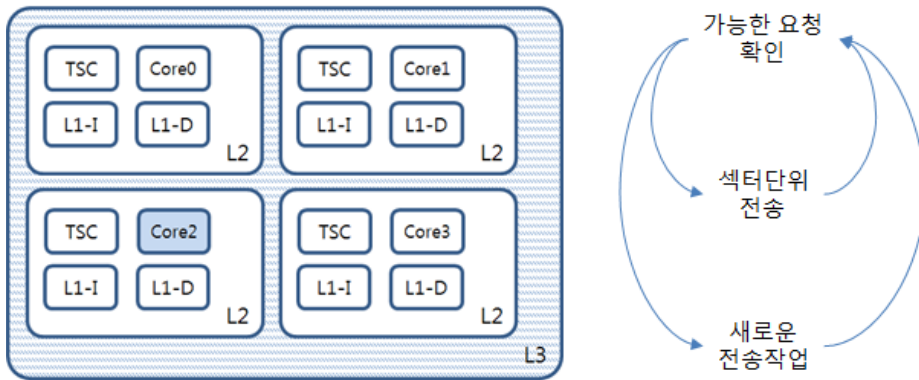 TSC
Core0
L1-I
L1-D
L2
TSC
Core1
L1-I
L1-D
L2
TSC
Core2
L1-I
L1-D
L2
TSC
Core3
L1-I
L1-D
L2
L3
가능한 요청
확인
섹터단위
전송
새로운
전송작업